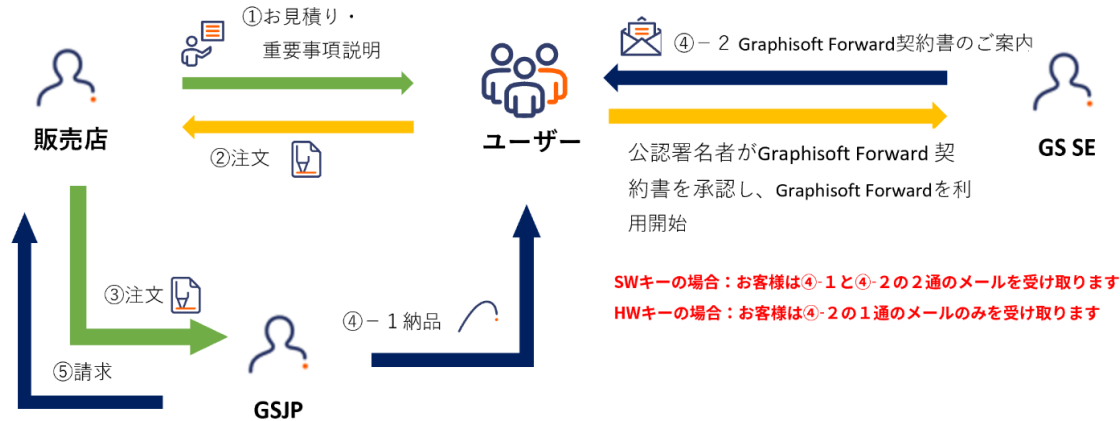 ①お見積り・
重要事項説明
販売店
②注文
ユーザー
④－２ Graphisoft Forward契約書のご案内
GS SE
公認署名者がGraphisoft Forward 契
約書を承認し、Graphisoft Forwardを利
用開始
③注文
④－１納品
⑤請求
GSJP
SWキーの場合：お客様は④-１と④-２の２通のメールを受け取ります
HWキーの場合：お客様は④-２の１通のメールのみを受け取ります